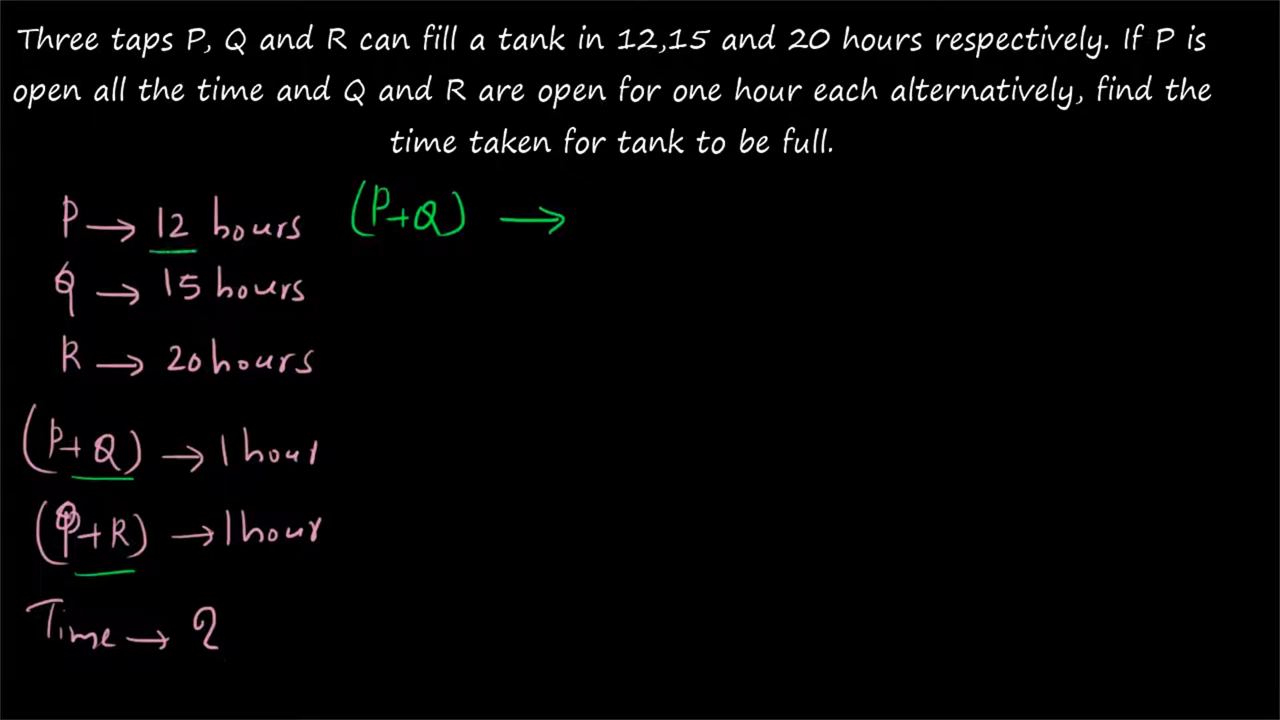 Three taps P, Q and R can fill a tank in 12,15 and 20 hours respectively. If P is
open all the time and Q and R are open for one hour each alternatively, find the
time taken for tank to be full.
P → 12 hours (P+Q) →
Q → 15 hours
R → 20 hours
(P+Q) → 1 hour
(P+R) → 1 hour
Time → 2